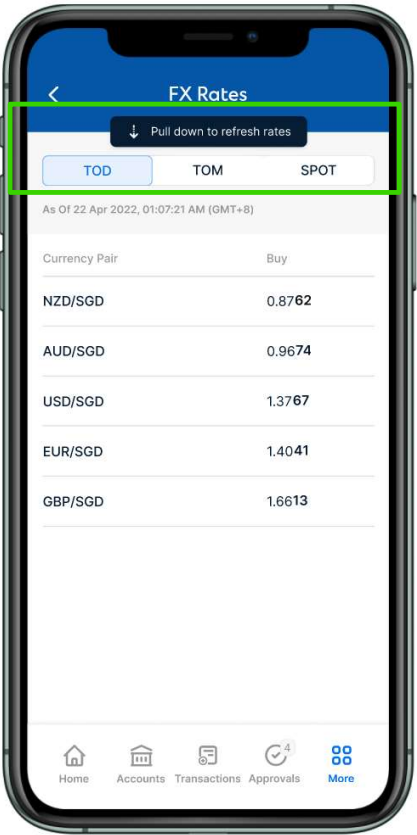 FX Rates
Pull down to refresh rates
TOD TOM SPOT
As Of 22 Apr 2022, 01:07:21 AM (GMT+8)
Currency Pair Buy
NZD/SGD 0.8762
AUD/SGD 0.9674
USD/SGD 1.3767
EUR/SGD 1.4041
GBP/SGD 1.6613
4
Home Accounts Transactions Approvals More